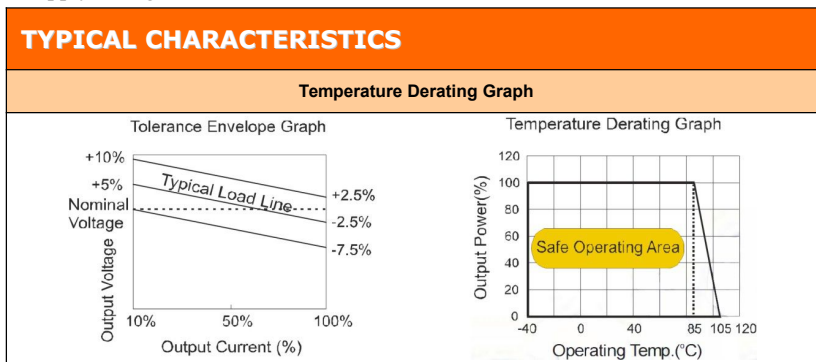 TYPICAL CHARACTERISTICS
Temperature Derating Graph
Tolerance Envelope Graph
+10%
+5%
Nominal
Voltage
Typical Load Line
+2.5%
-2.5%
-7.5%
Output Voltage
10% 50% 100%
Output Current (%)
Temperature Derating Graph
120
100
80
60
40
20
0
Output Power(%)
Safe Operating Area
-40 0 40 85 105 120
Operating Temp.(°C)